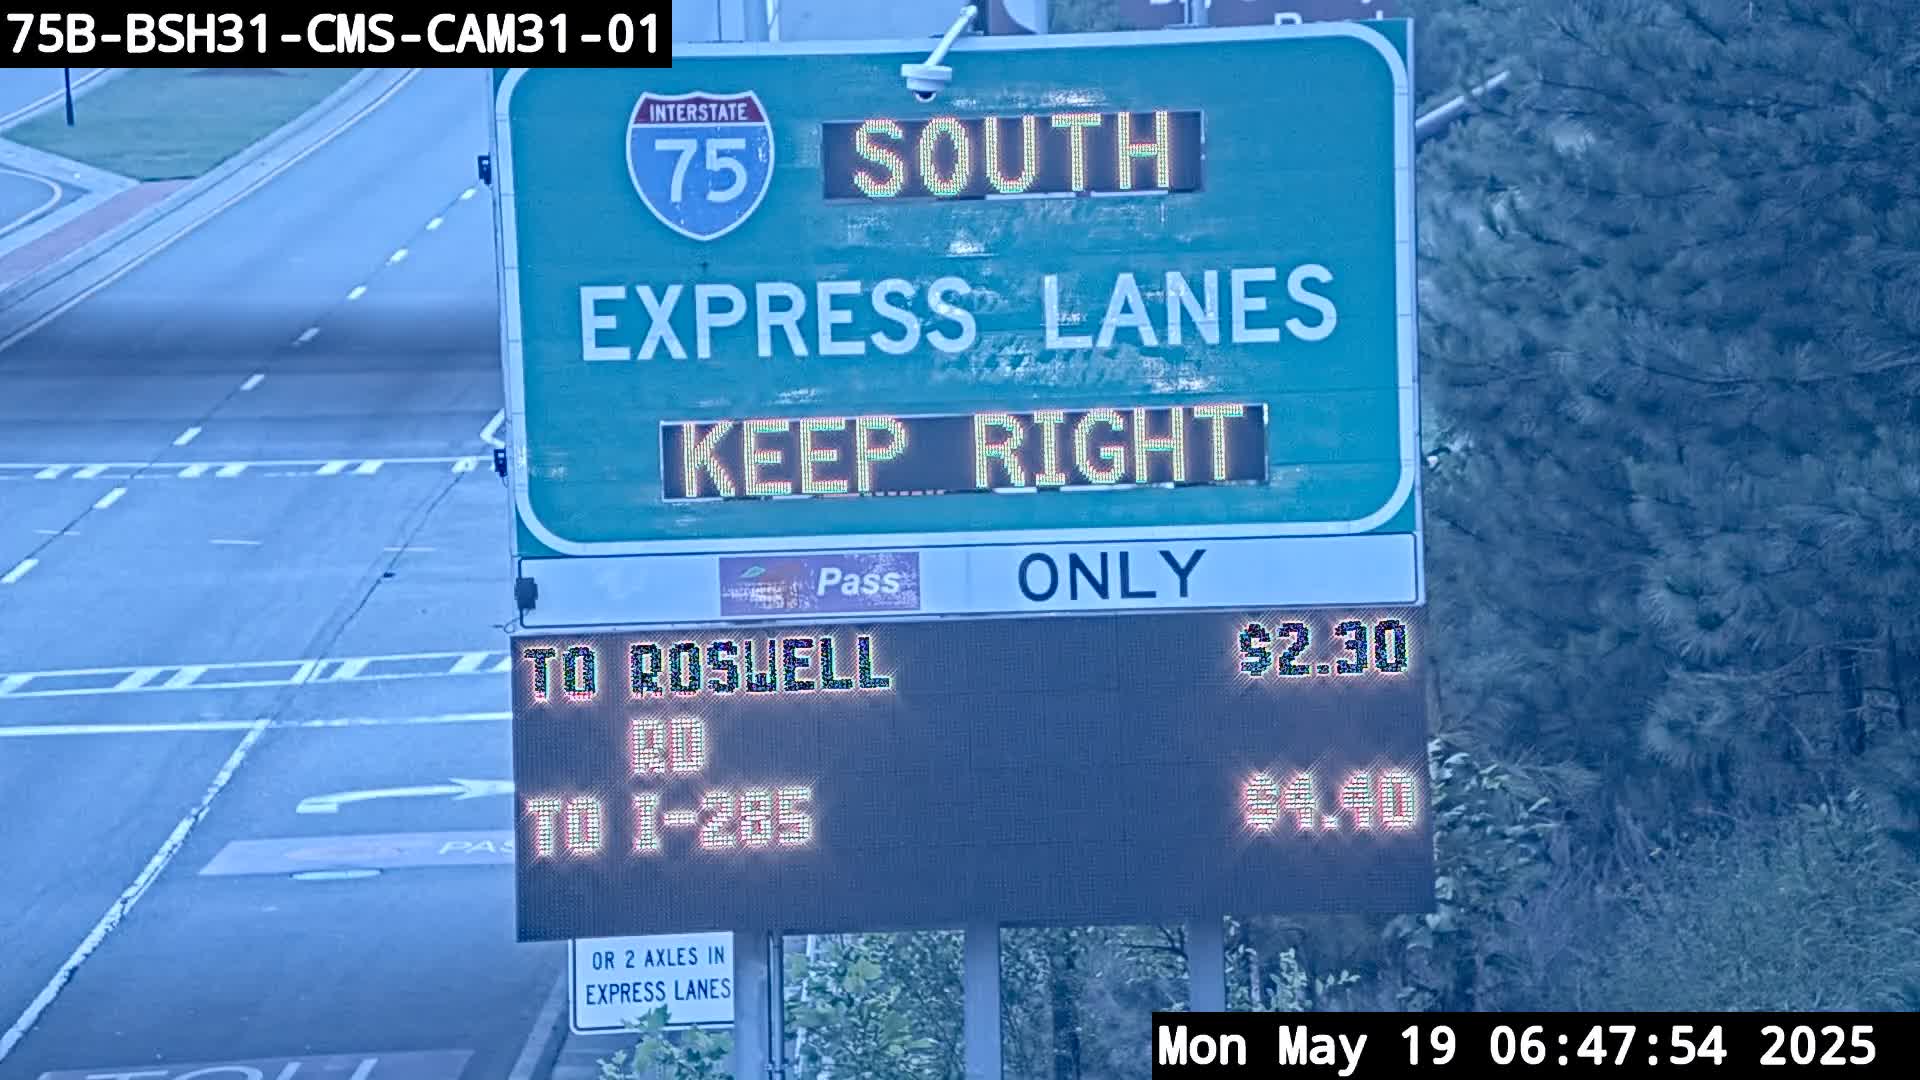 75B-BSH31-CMS-CAM31-01
INTERSTATE
75
SOUTH
EXPRESS LANES
KEEP RIGHT
Pass ONLY
TO ROSWELL $2.30
RD
TO I-285 $4.40
OR 2 AXLES IN
EXPRESS LANES
TOLL
Mon May 19 06:47:54 2025